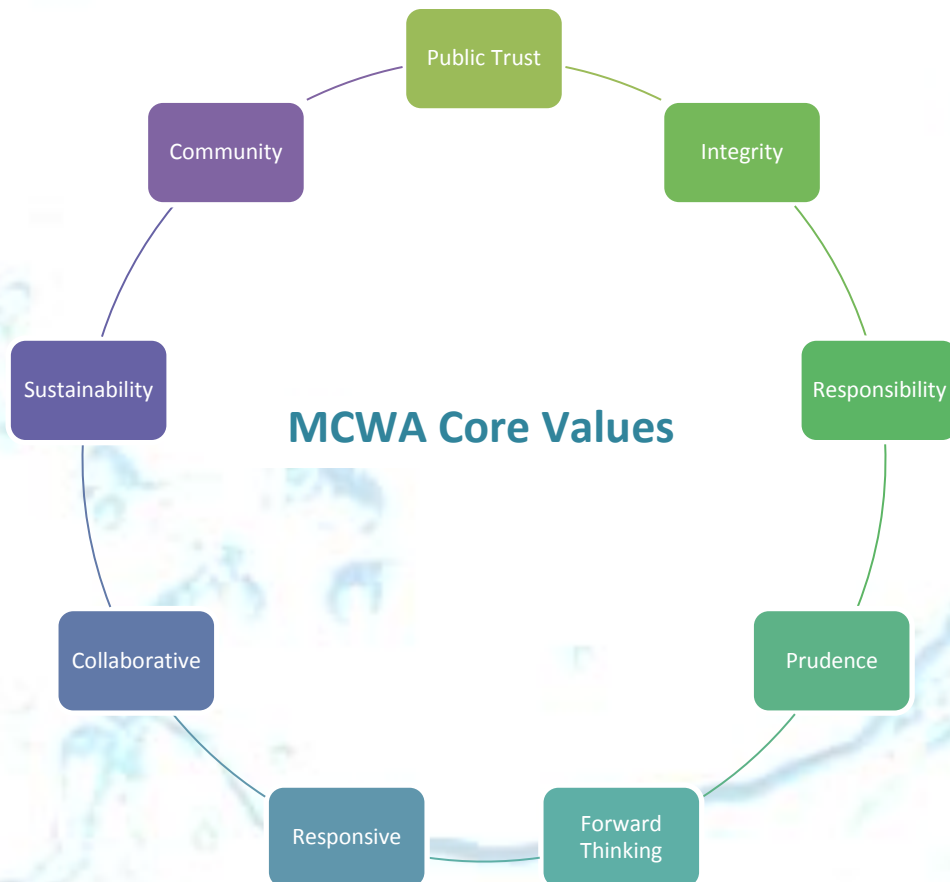 Public Trust
Integrity
Responsibility
Prudence
Forward
Thinking
Responsive
Collaborative
Sustainability
Community
MCWA Core Values